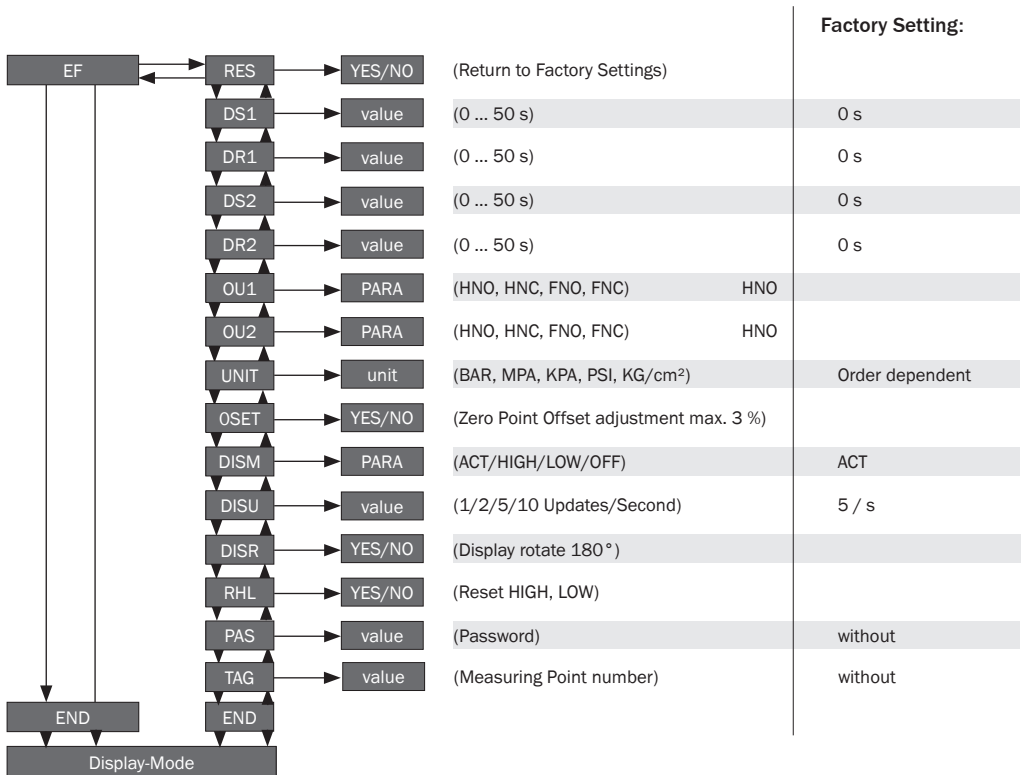 Factory Setting:
EF RES YES/NO (Return to Factory Settings)
DS1 value (0 ... 50 s) 0 s
DR1 value (0 ... 50 s) 0 s
DS2 value (0 ... 50 s) 0 s
DR2 value (0 ... 50 s) 0 s
OU1 PARA (HNO, HNC, FNO, FNC) HNO
OU2 PARA (HNO, HNC, FNO, FNC) HNO
UNIT unit (BAR, MPA, KPA, PSI, KG/cm²) Order dependent
0SET YES/NO (Zero Point Offset adjustment max. 3 %)
DISM PARA (ACT/HIGH/LOW/OFF) ACT
DISU value (1/2/5/10 Updates/Second) 5 / s
DISR YES/NO (Display rotate 180°)
RHL YES/NO (Reset HIGH, LOW)
PAS value (Password) without
TAG value (Measuring Point number) without
END END
Display-Mode